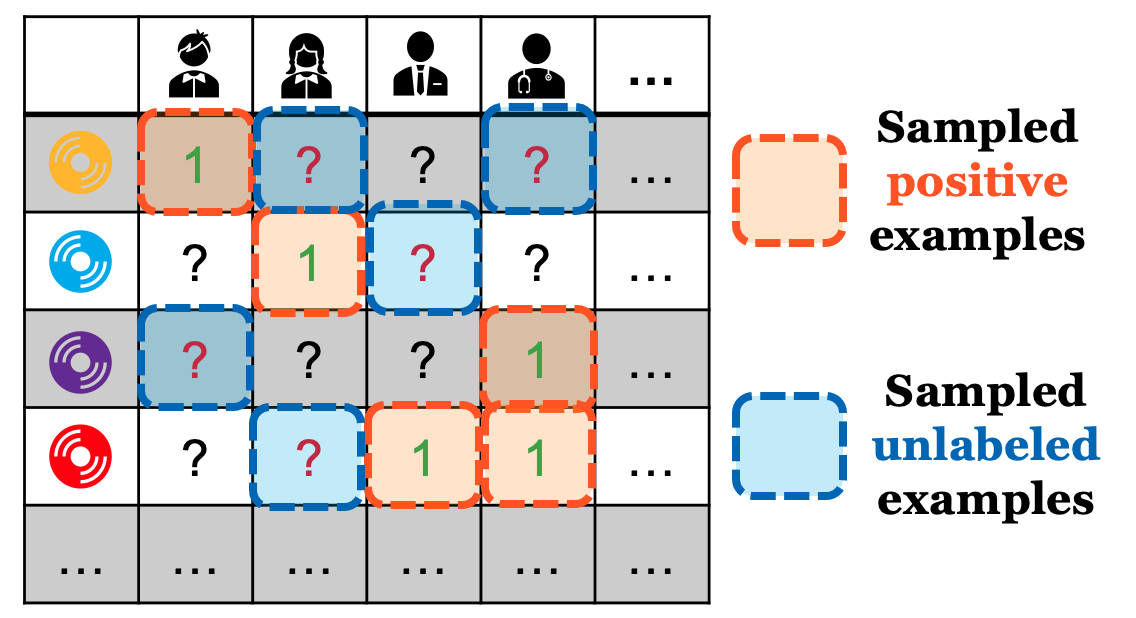 ...
1 ? ? ? ...
? 1 ? ? ...
? ? ? 1 ...
? ? 1 1 ...
... ... ... ... ... ...
Sampled
positive
examples
Sampled
unlabeled
examples